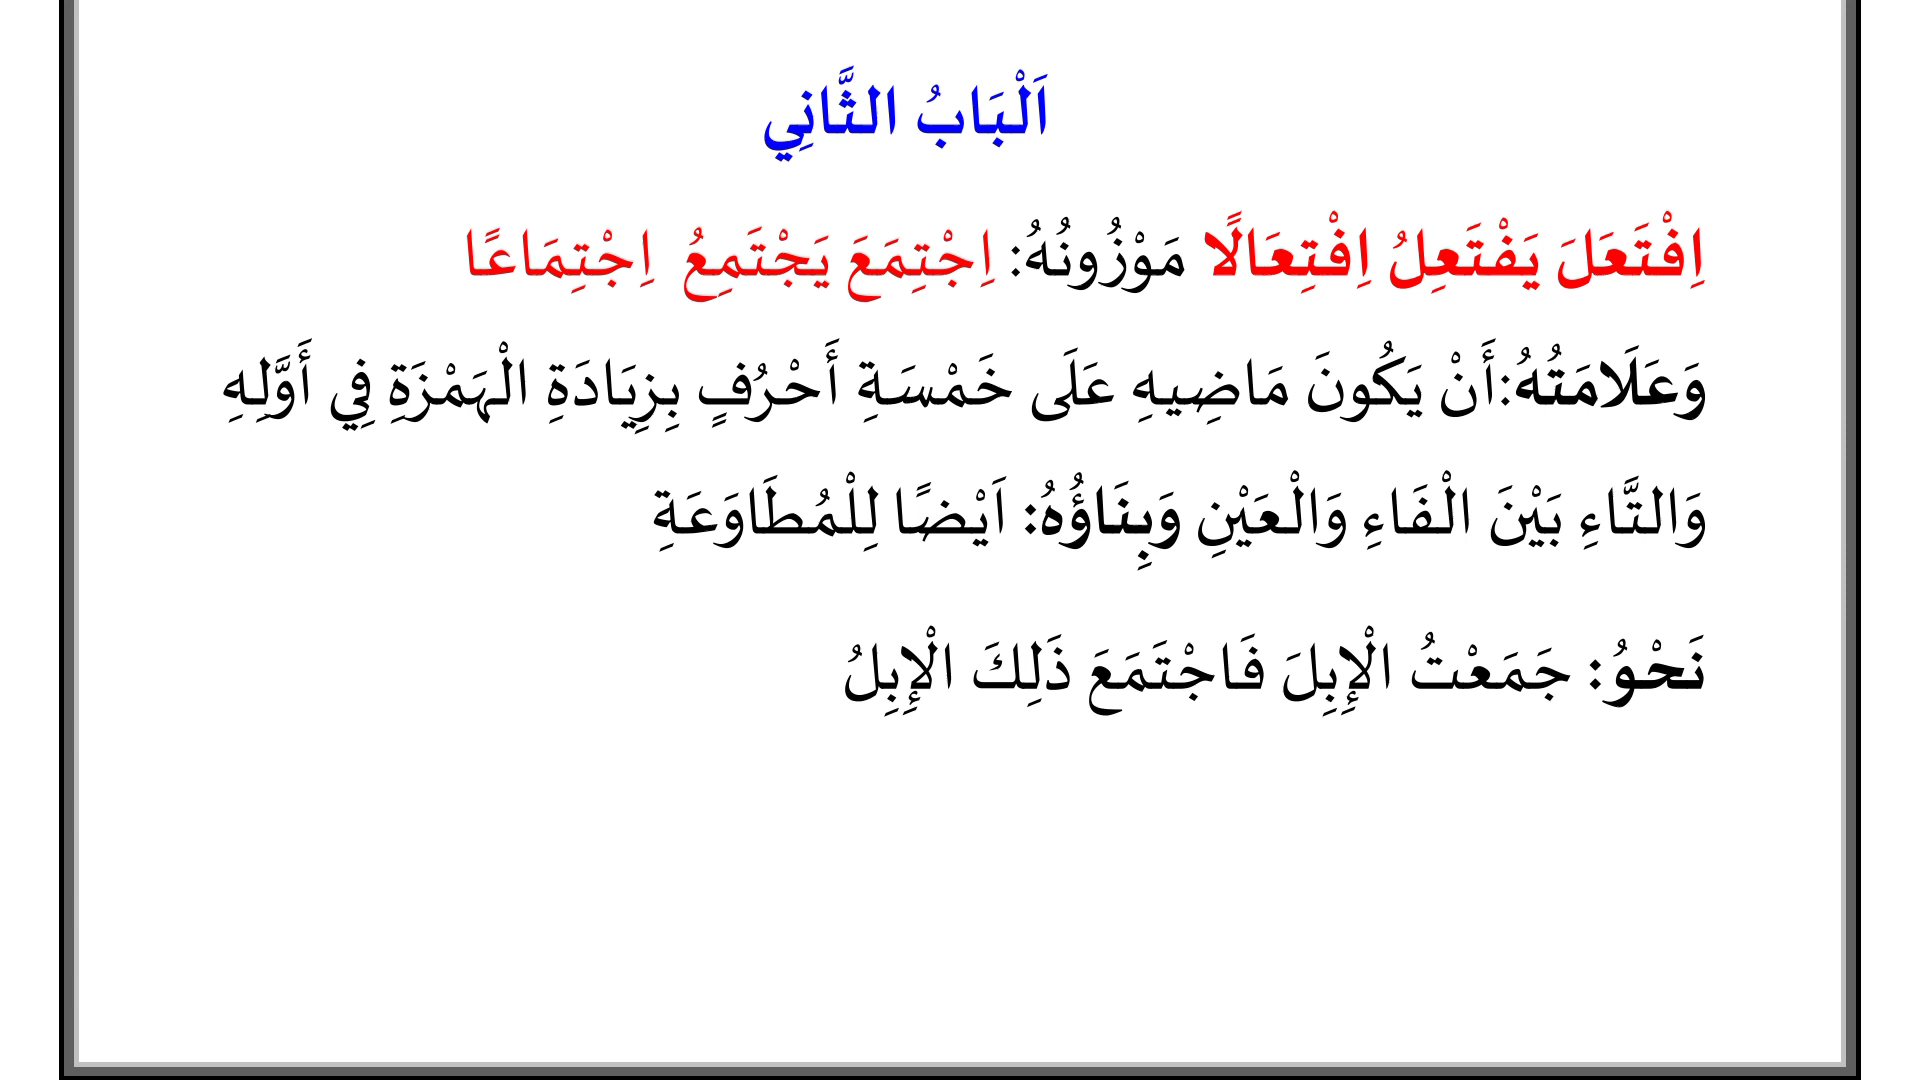 اَلْبَابُ الثَّانِي
اِفْتَعَلَ يَفْتَعِلُ اِفْتِعَالًا مَوْزُونُهُ: اِجْتِمَعَ يَجْتَمِعُ اِجْتِمَاعًا
وَعَلَامَتُهُ:أَنْ يَكُونَ مَاضِيهِ عَلَى خَمْسَةِ أَحْرُفٍ بِزِيَادَةِ الْهَمْزَةِ فِي أَوَّلِهِ
وَالتَّاءِ بَيْنَ الْفَاءِ وَالْعَيْنِ وَبِنَاؤُهُ: اَيْضًا لِلْمُطَاوَعَةِ
نَحْوُ: جَمَعْتُ الْإِبِلَ فَاجْتَمَعَ ذَلِكَ الْإِبِلُ